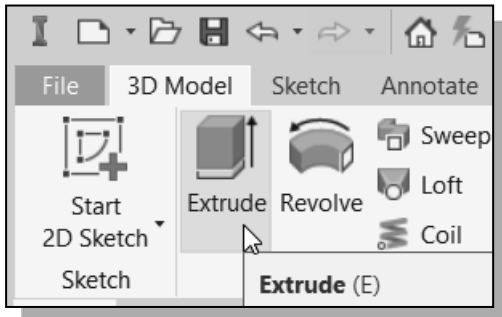 File 3D Model Sketch Annotate
Start
2D Sketch
Extrude
Revolve
Sweep
Loft
Coil
Sketch
Extrude (E)